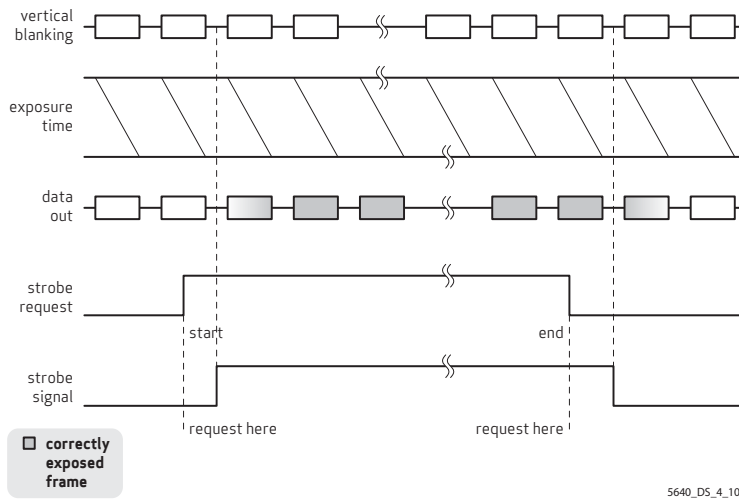 vertical
blanking
exposure
time
data
out
strobe
request
start
end
strobe
signal
request here
request here
correctly
exposed
frame
5640_DS_4_10